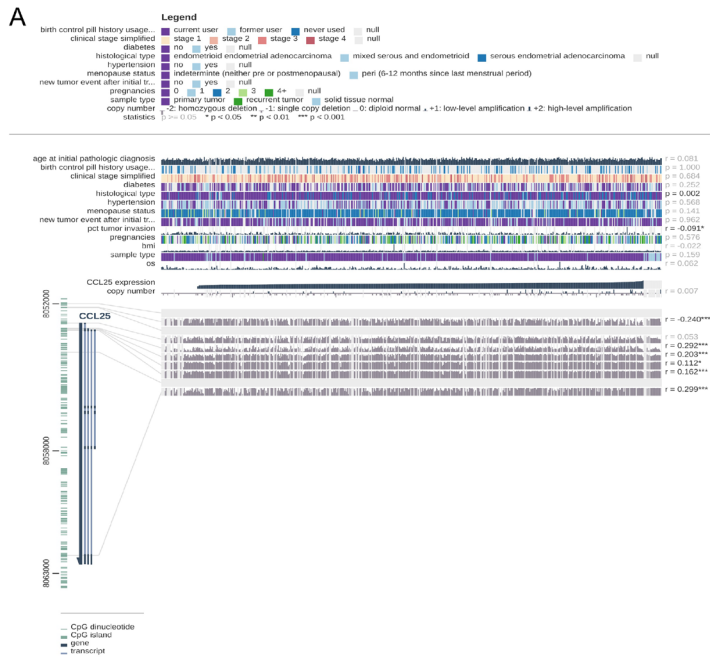 A
Legend
birth control pill history usage... current user former user never used null
clinical stage simplified stage 1 stage 2 stage 3 stage 4 null
diabetes no yes null
histological type endometrioid endometrial adenocarcinoma mixed serous and endometrioid serous endometrial adenocarcinoma null
hypertension no yes null
menopause status indeterminte (neither pre or postmenopausal) peri (6-12 months since last menstrual period)
new tumor event after initial tr... no yes null
pregnancies 0 1 2 3 4+ null
sample type primary tumor recurrent tumor solid tissue normal
copy number -2: homozygous deletion -1: single copy deletion 0: diploid normal +1: low-level amplification +2: high-level amplification
statistics p >= 0.05 * p < 0.05 ** p < 0.01 *** p < 0.001
age at initial pathologic diagnosis r = 0.081
birth control pill history usage... p = 1.000
clinical stage simplified p = 0.684
diabetes p = 0.252
histological type p = 0.002
hypertension p = 0.568
menopause status p = 0.141
new tumor event after initial tr... p = 0.962
pct tumor invasion r = -0.091*
pregnancies p = 0.576
bmi r = -0.022
sample type p = 0.159
os r = 0.062
CCL25 expression
copy number r = 0.007
8052000
CCL25
r = -0.240***
r = 0.053
r = 0.292***
r = 0.203***
r = 0.112*
r = 0.162***
r = 0.299***
8058000
8063000
CpG dinucleotide
CpG island
gene
transcript